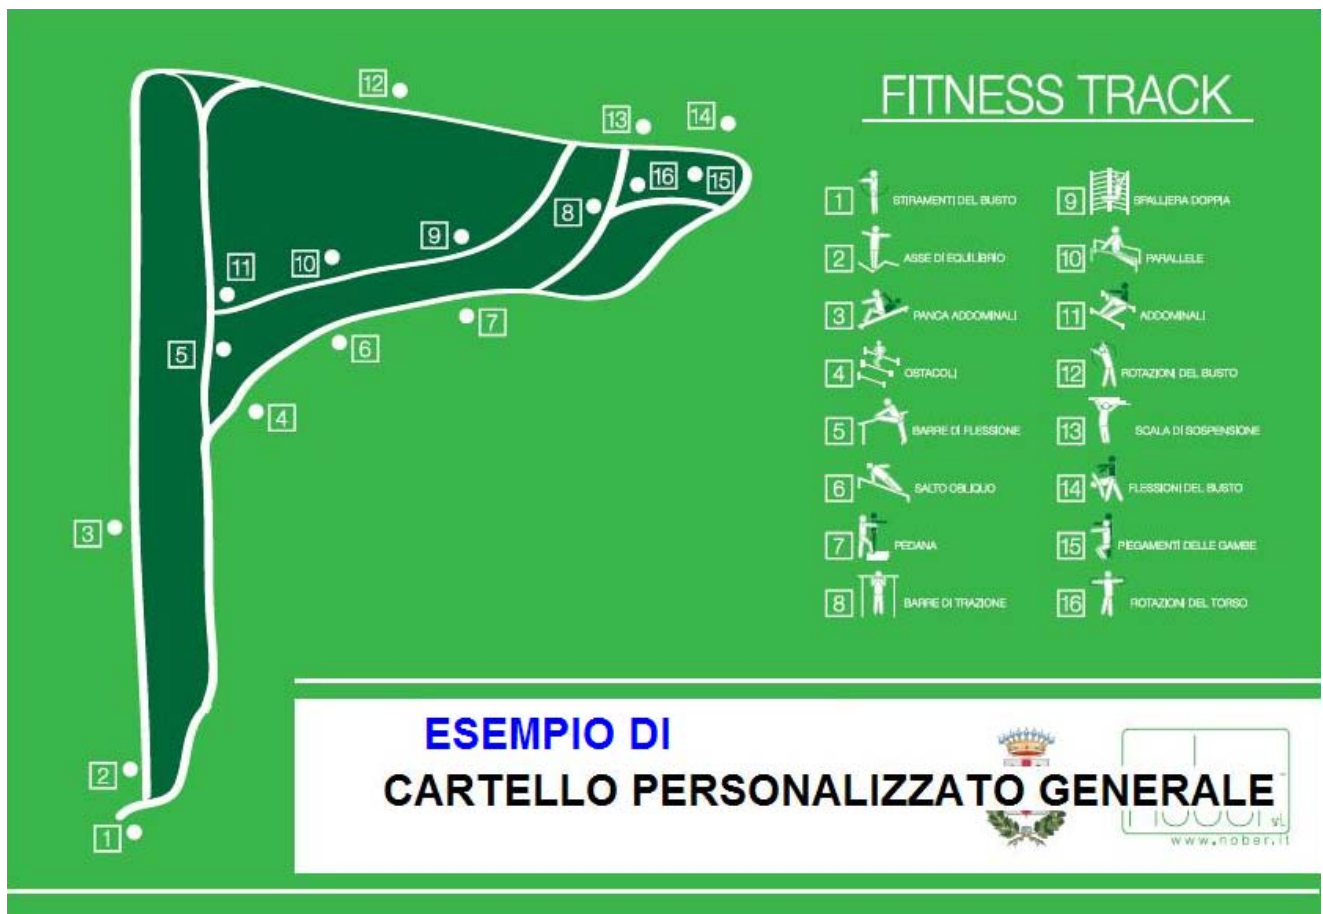 FITNESS TRACK
12
13
14
16
15
8
9
10
11
7
6
5
4
3
2
1
1 STIRAMENTI DEL BUSTO
2 ASSE DI EQUILIBRIO
3 PANCA ADDOMINALI
4 OSTACOLI
5 BARRE DI FLESSIONE
6 SALTO OBLIQUO
7 PEDANA
8 BARRE DI TRAZIONE
9 SPALLIERA DOPPIA
10 PARALLELE
11 ADDOMINALI
12 ROTAZIONI DEL BUSTO
13 SCALA DI SOSPENSIONE
14 FLESSIONI DEL BUSTO
15 PIEGAMENTI DELLE GAMBE
16 ROTAZIONI DEL TORSO
ESEMPIO DI
CARTELLO PERSONALIZZATO GENERALE
www.nober.it